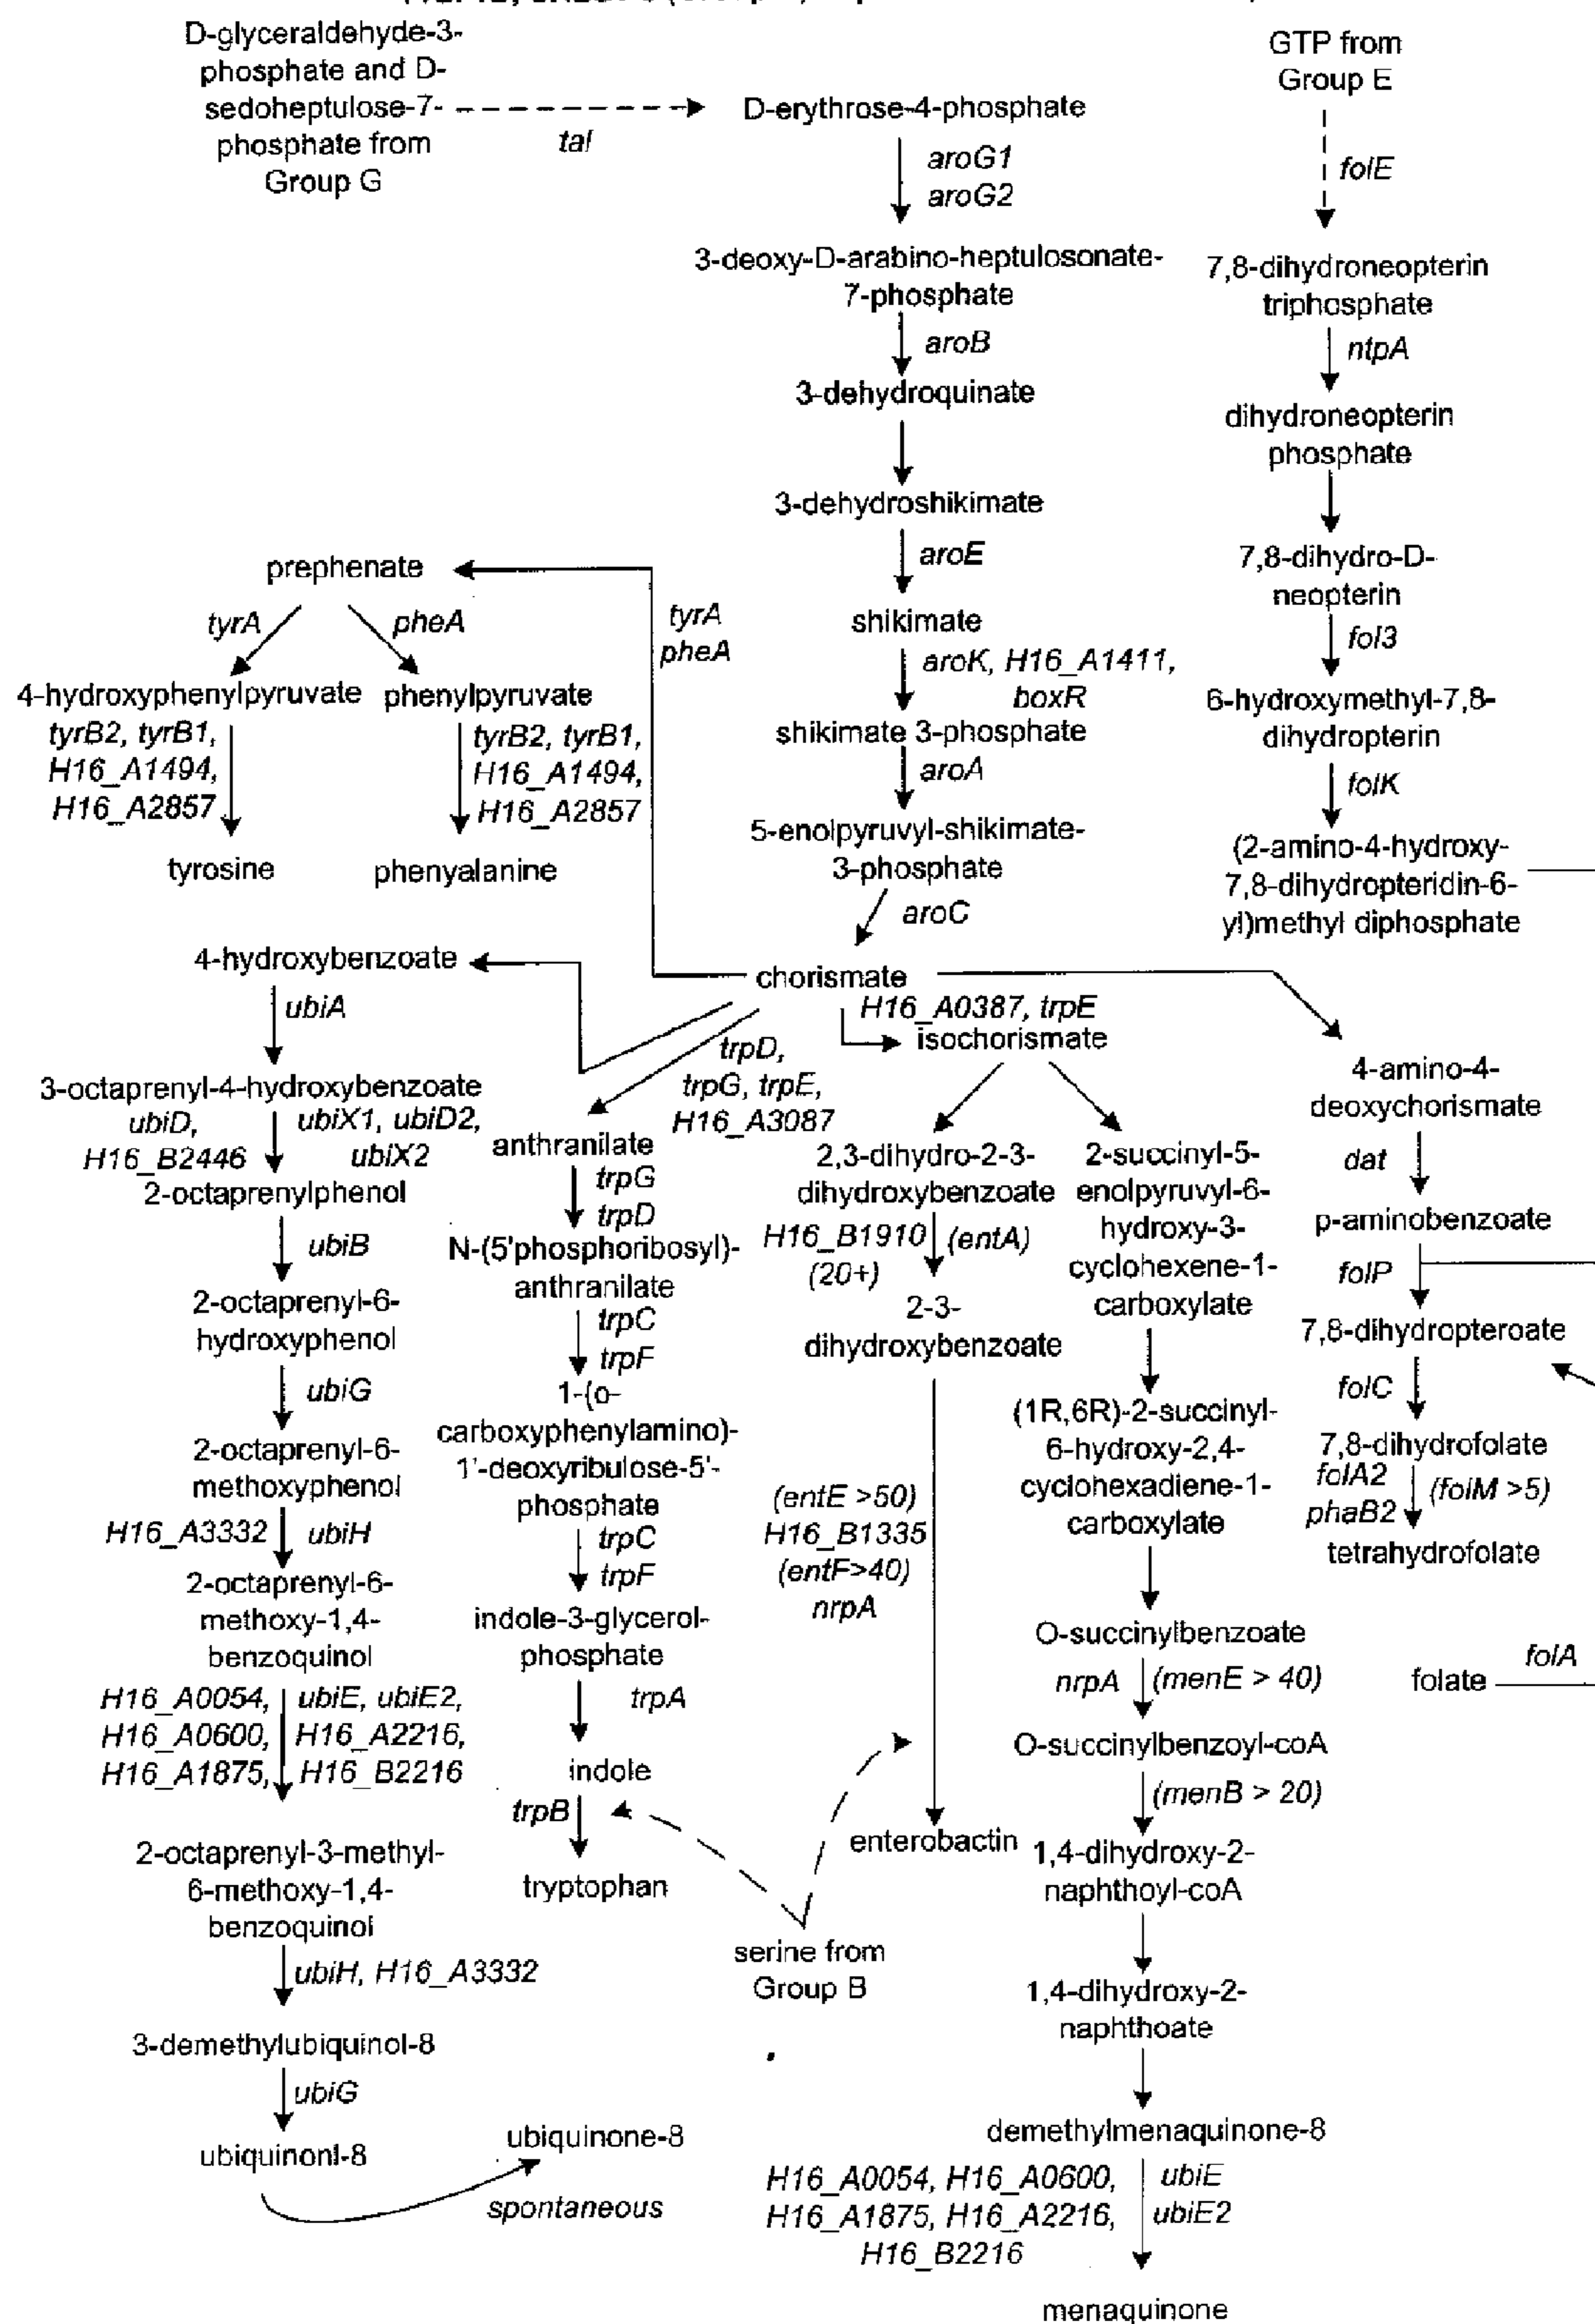 D-glyceraldehyde-3-
phosphate and D-
sedoheptulose-7-
phosphate from
Group G
tal
D-erythrose-4-phosphate
aroG1
aroG2
3-deoxy-D-arabino-heptulosonate-
7-phosphate
aroB
3-dehydroquinate
3-dehydroshikimate
aroE
shikimate
aroK, H16_A1411,
boxR
shikimate 3-phosphate
aroA
5-enolpyruvyl-shikimate-
3-phosphate
aroC
chorismate
GTP from
Group E
folE
7,8-dihydroneopterin
triphosphate
ntpA
dihydroneopterin
phosphate
7,8-dihydro-D-
neopterin
fol3
6-hydroxymethyl-7,8-
dihydropterin
folK
(2-amino-4-hydroxy-
7,8-dihydropteridin-6-
yl)methyl diphosphate
prephenate
tyrA
pheA
tyrA
pheA
4-hydroxyphenylpyruvate
tyrB2, tyrB1,
H16_A1494,
H16_A2857
tyrosine
phenylpyruvate
tyrB2, tyrB1,
H16_A1494,
H16_A2857
phenyalanine
4-hydroxybenzoate
ubiA
3-octaprenyl-4-hydroxybenzoate
ubiD,
H16_B2446
ubiX1, ubiD2,
ubiX2
2-octaprenylphenol
ubiB
2-octaprenyl-6-
hydroxyphenol
ubiG
2-octaprenyl-6-
methoxyphenol
H16_A3332
ubiH
2-octaprenyl-6-
methoxy-1,4-
benzoquinol
H16_A0054,
H16_A0600,
H16_A1875,
ubiE, ubiE2,
H16_A2216,
H16_B2216
2-octaprenyl-3-methyl-
6-methoxy-1,4-
benzoquinol
ubiH, H16_A3332
3-demethylubiquinol-8
ubiG
ubiquinonl-8
ubiquinone-8
spontaneous
trpD,
trpG, trpE,
H16_A3087
anthranilate
trpG
trpD
N-(5'phosphoribosyl)-
anthranilate
trpC
trpF
1-(o-
carboxyphenylamino)-
1'-deoxyribulose-5'-
phosphate
trpC
trpF
indole-3-glycerol-
phosphate
trpA
indole
trpB
tryptophan
serine from
Group B
H16_A0387, trpE
isochorismate
2,3-dihydro-2-3-
dihydroxybenzoate
H16_B1910
(20+)
(entA)
2-3-
dihydroxybenzoate
(entE >50)
H16_B1335
(entF>40)
nrpA
enterobactin
2-succinyl-5-
enolpyruvyl-6-
hydroxy-3-
cyclohexene-1-
carboxylate
(1R,6R)-2-succinyl-
6-hydroxy-2,4-
cyclohexadiene-1-
carboxylate
O-succinylbenzoate
nrpA
(menE > 40)
O-succinylbenzoyl-coA
(menB > 20)
1,4-dihydroxy-2-
naphthoyl-coA
1,4-dihydroxy-2-
naphthoate
demethylmenaquinone-8
H16_A0054, H16_A0600,
H16_A1875, H16_A2216,
H16_B2216
ubiE
ubiE2
menaquinone
4-amino-4-
deoxychorismate
dat
p-aminobenzoate
folP
7,8-dihydropteroate
folC
7,8-dihydrofolate
folA2
phaB2
(folM >5)
tetrahydrofolate
folate
folA